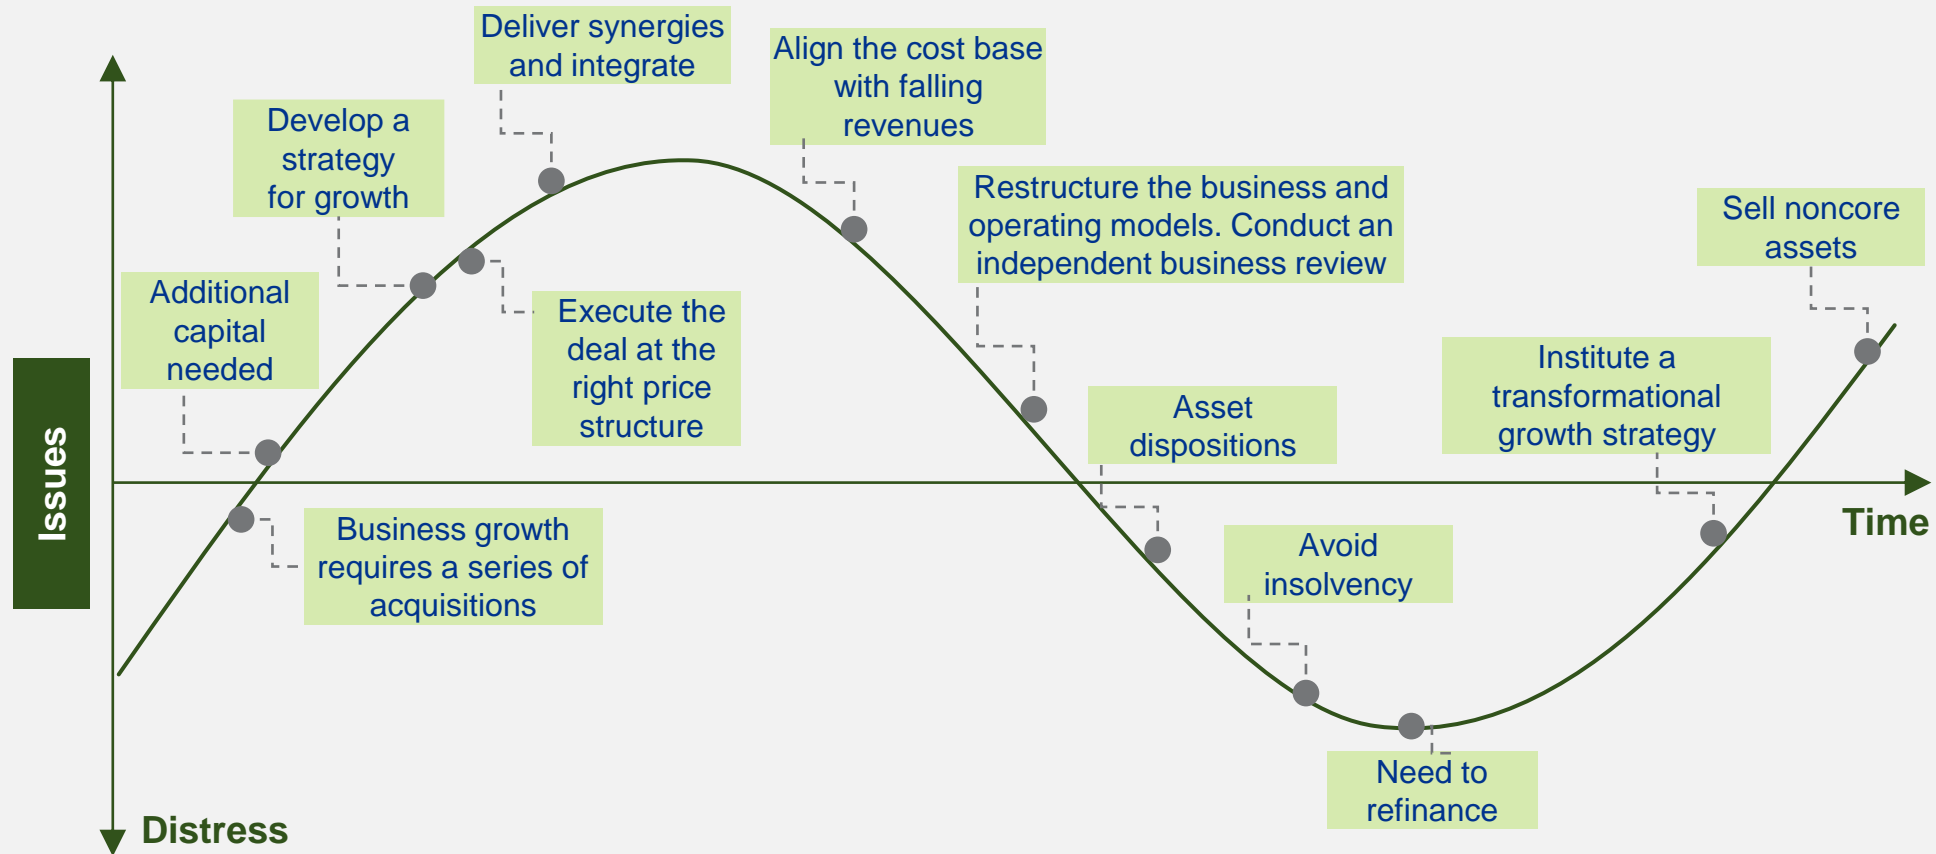 Deliver synergies
and integrate
Align the cost base
with falling
revenues
Develop a
strategy
for growth
Restructure the business and
operating models. Conduct an
independent business review
Sell noncore
assets
Additional
capital
needed
Execute the
deal at the
right price
structure
Institute a
transformational
growth strategy
Asset
dispositions
Issues
Business growth
requires a series of
acquisitions
Time
Avoid
insolvency
Need to
refinance
Distress